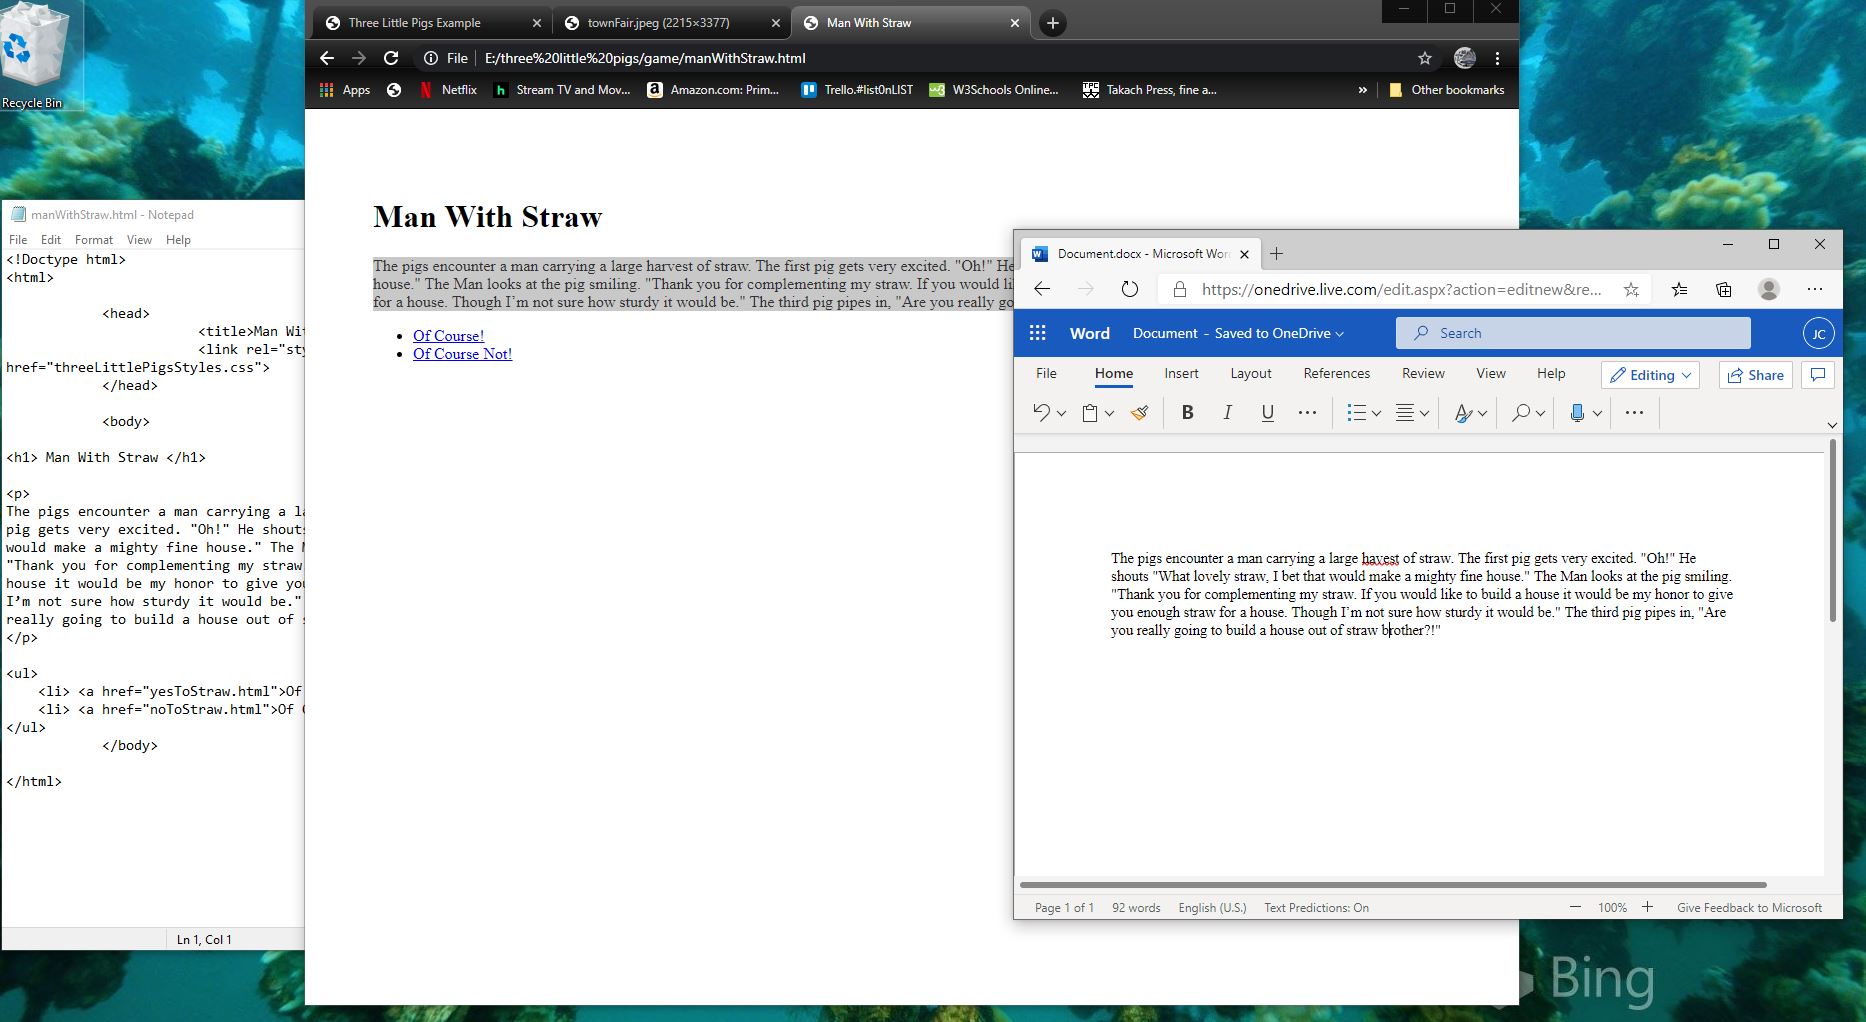 Recycle Bin
manWithStraw.html - Notepad
File Edit Format View Help
<!Doctype html>
<html>
<head>
<title>Man Wit
<link rel="sty
href="threeLittlePigsStyles.css">
</head>
<body>
<h1> Man With Straw </h1>
<p>
The pigs encounter a man carrying a la
pig gets very excited. "Oh!" He shouts
would make a mighty fine house." The M
"Thank you for complementing my straw
house it would be my honor to give you
I’m not sure how sturdy it would be."
really going to build a house out of s
</p>
<ul>
<li> <a href="yesToStraw.html">Of
<li> <a href="noToStraw.html">Of C
</ul>
</body>
</html>
Ln 1, Col 1
Three Little Pigs Example
townFair.jpeg (2215×3377)
Man With Straw
File | E:/three%20little%20pigs/game/manWithStraw.html
Apps Netflix Stream TV and Mov... Amazon.com: Prim... Trello.#list0nLIST W3Schools Online... Takach Press, fine a... » Other bookmarks
Man With Straw
The pigs encounter a man carrying a large harvest of straw. The first pig gets very excited. "Oh!" He
house." The Man looks at the pig smiling. "Thank you for complementing my straw. If you would li
for a house. Though I’m not sure how sturdy it would be." The third pig pipes in, "Are you really go
Of Course!
Of Course Not!
Document.docx - Microsoft Word
https://onedrive.live.com/edit.aspx?action=editnew&re...
Word Document - Saved to OneDrive Search JC
File Home Insert Layout References Review View Help Editing Share
B I U
The pigs encounter a man carrying a large havest of straw. The first pig gets very excited. "Oh!" He
shouts "What lovely straw, I bet that would make a mighty fine house." The Man looks at the pig smiling.
"Thank you for complementing my straw. If you would like to build a house it would be my honor to give
you enough straw for a house. Though I’m not sure how sturdy it would be." The third pig pipes in, "Are
you really going to build a house out of straw brother?!"
Page 1 of 1 92 words English (U.S.) Text Predictions: On 100% Give Feedback to Microsoft
Bing